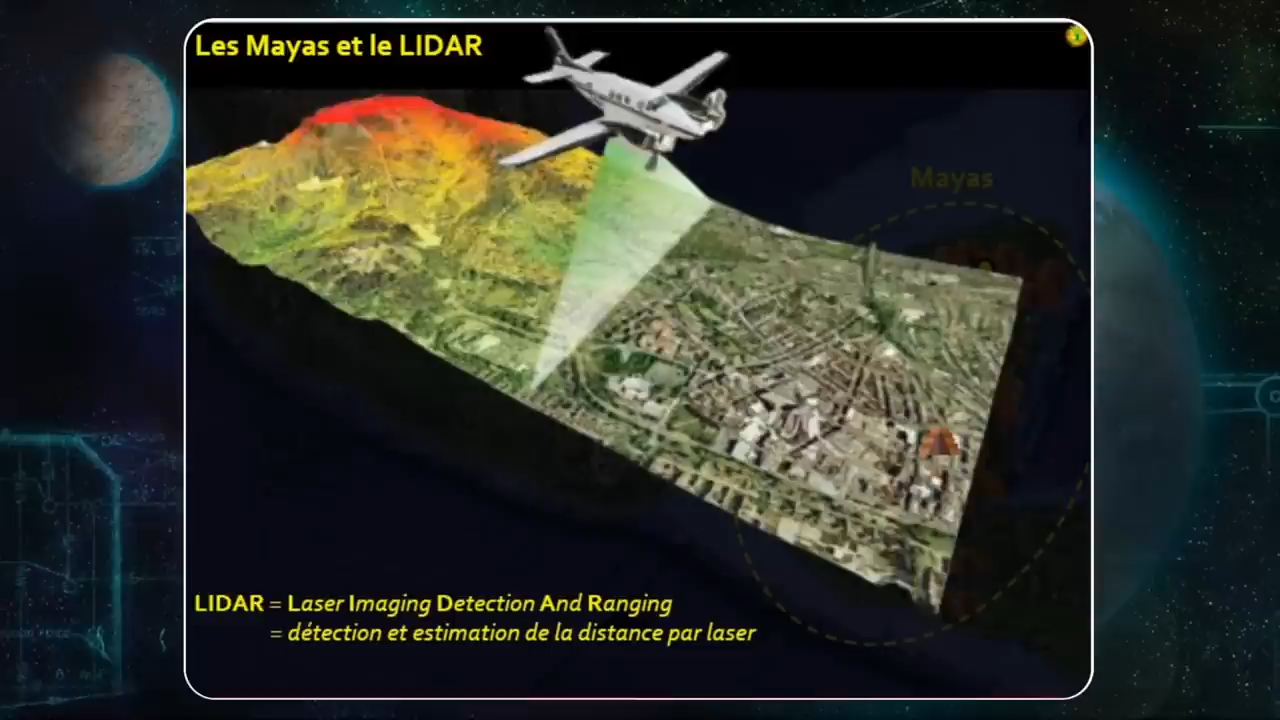 Les Mayas et le LIDAR
Mayas
LIDAR = Laser Imaging Detection And Ranging
= détection et estimation de la distance par laser